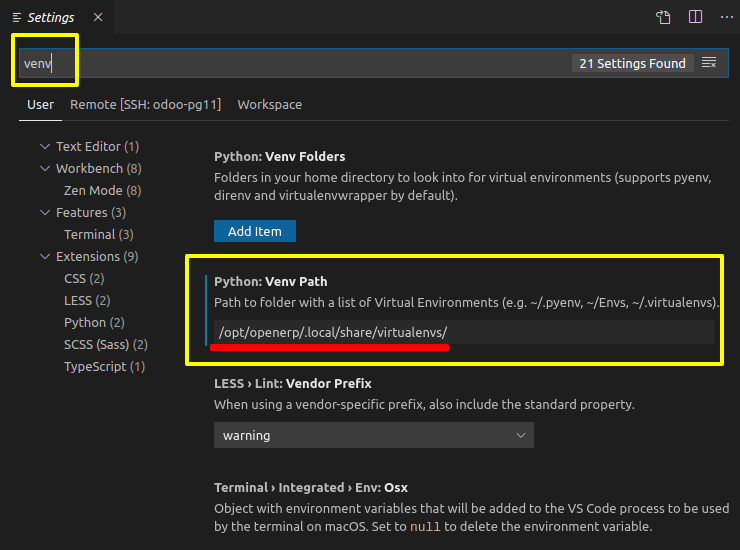 Settings
venv
21 Settings Found
User Remote [SSH: odoo-pg11] Workspace
Text Editor (1)
Workbench (8)
Zen Mode (8)
Features (3)
Terminal (3)
Extensions (9)
CSS (2)
LESS (2)
Python (2)
SCSS (Sass) (2)
TypeScript (1)
Python: Venv Folders
Folders in your home directory to look into for virtual environments (supports pyenv,
direnv and virtualenvwrapper by default).
Add Item
Python: Venv Path
Path to folder with a list of Virtual Environments (e.g. ~/.pyenv, ~/Envs, ~/.virtualenvs).
/opt/openerp/.local/share/virtualenvs/
LESS › Lint: Vendor Prefix
When using a vendor-specific prefix, also include the standard property.
warning
Terminal › Integrated › Env: Osx
Object with environment variables that will be added to the VS Code process to be used
by the terminal on macOS. Set to null to delete the environment variable.